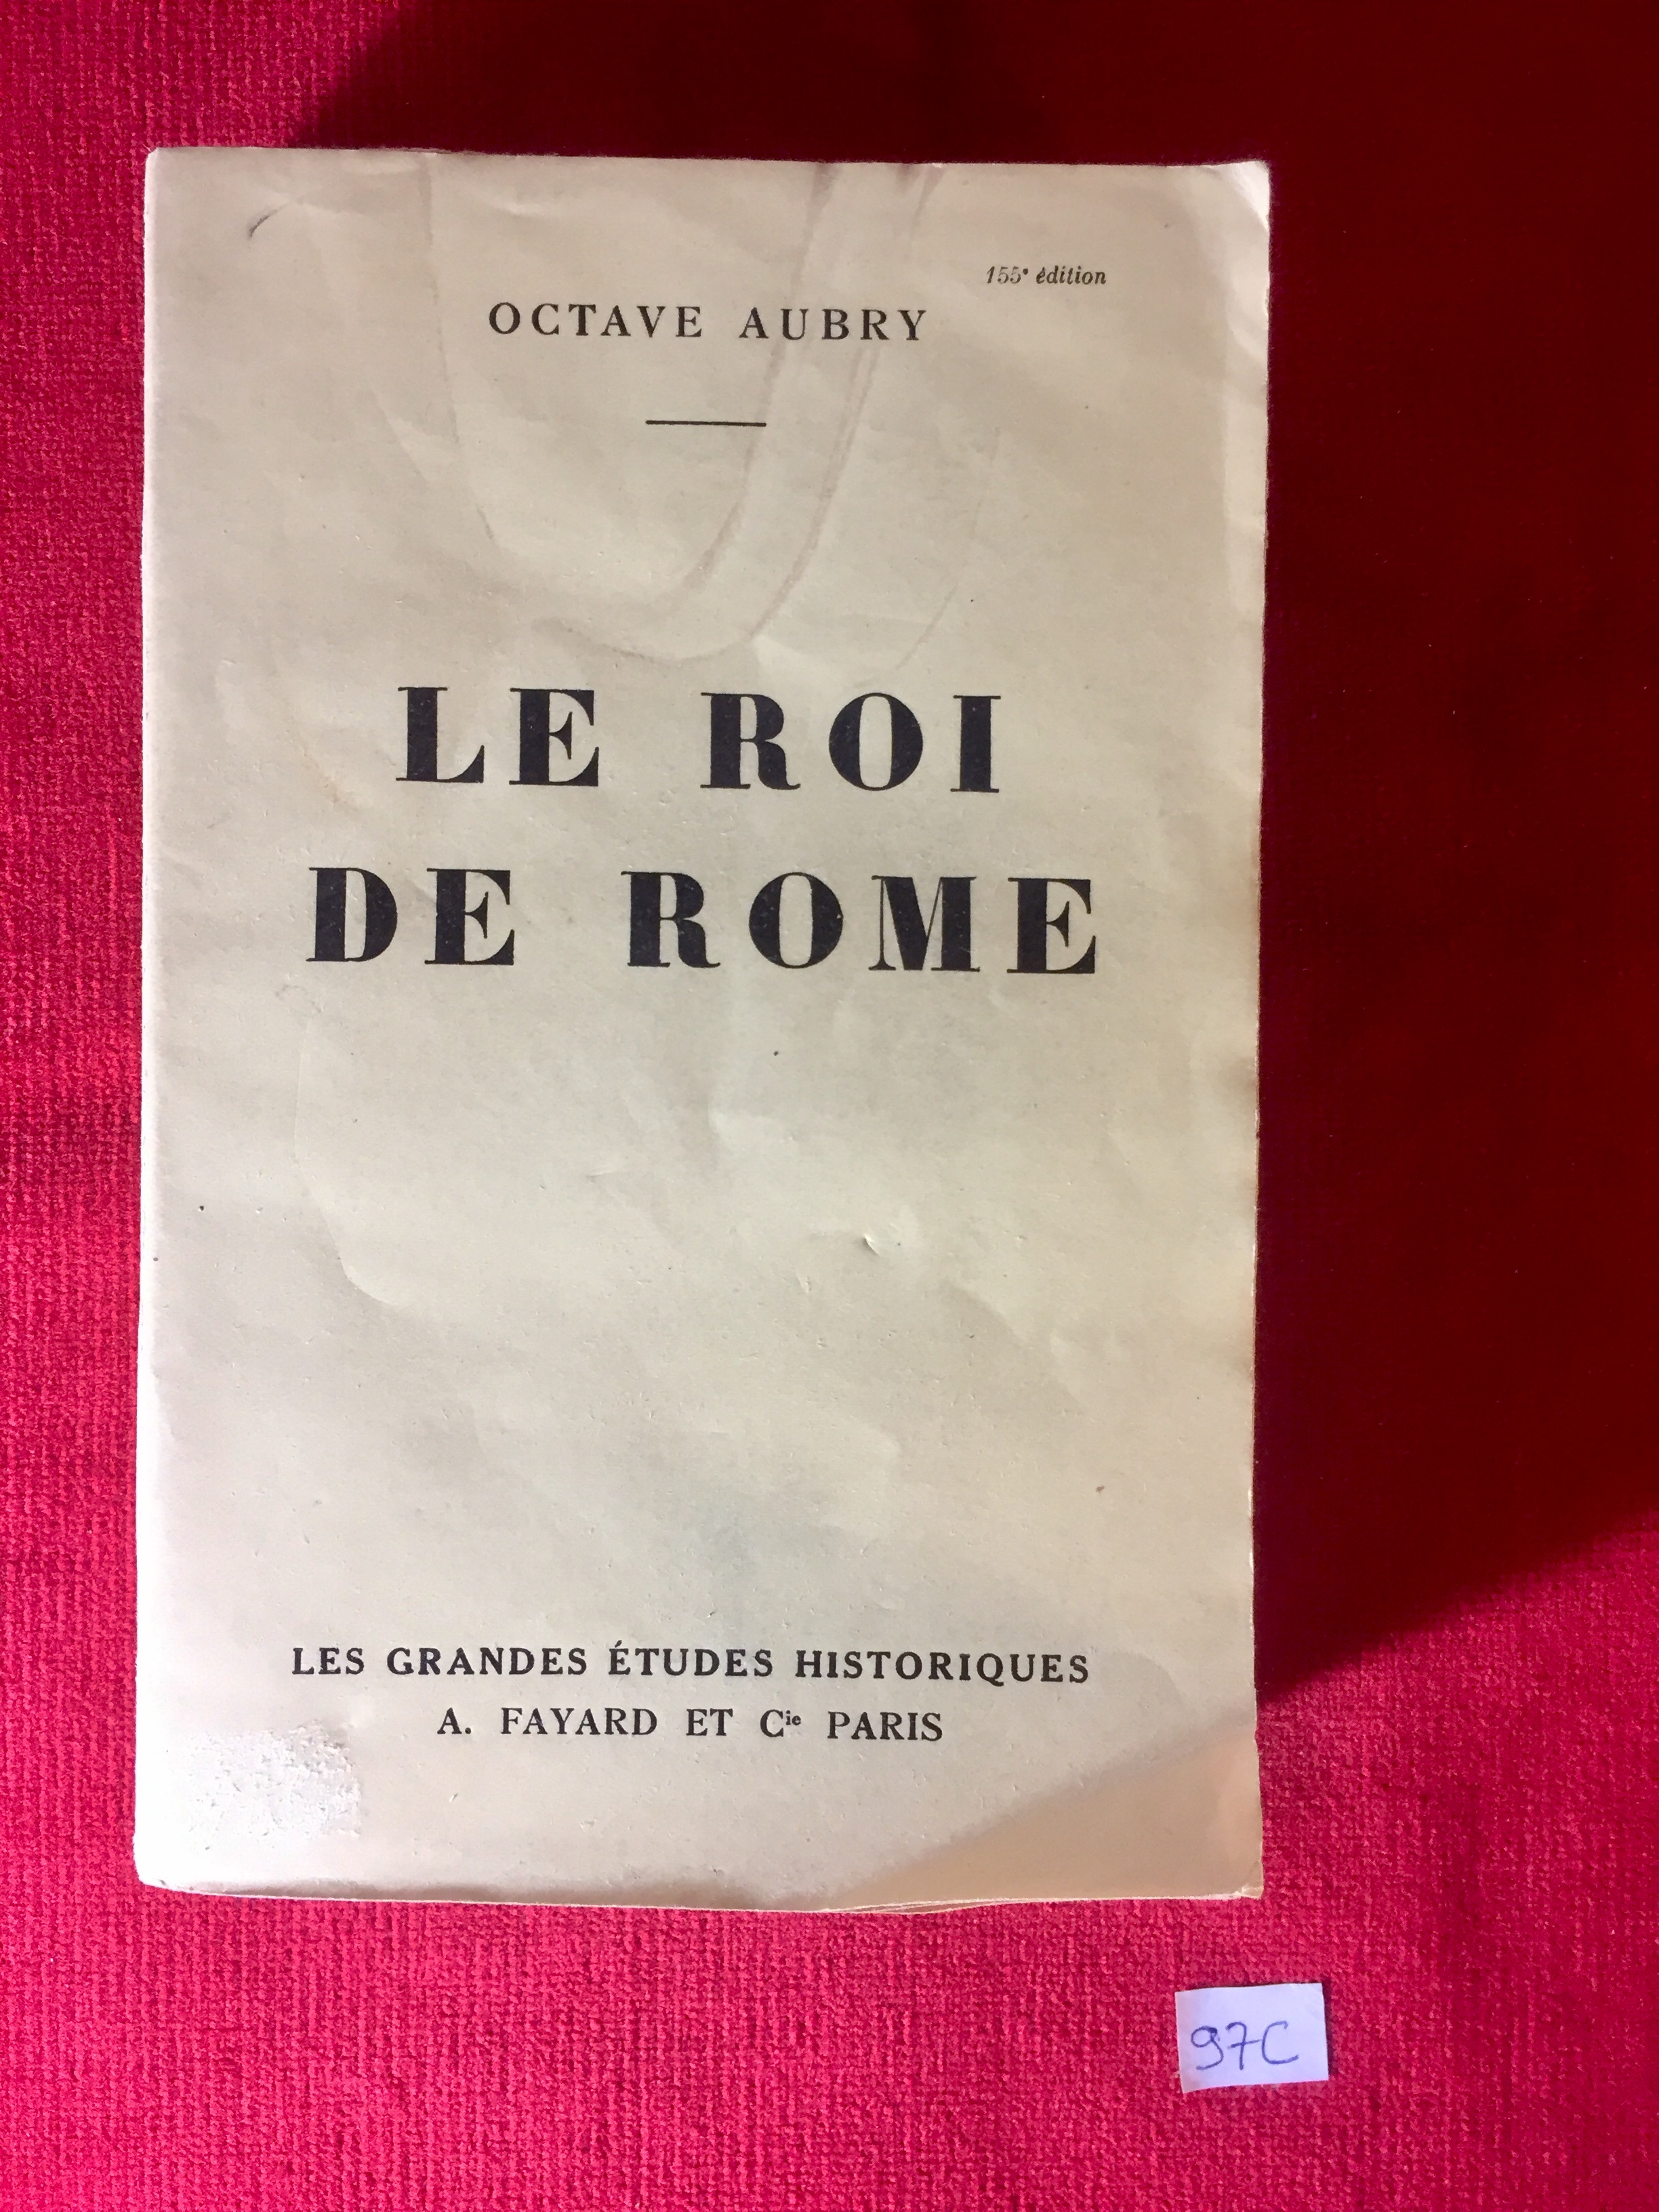 155e édition
OCTAVE AUBRY
LE ROI
DE ROME
LES GRANDES ÉTUDES HISTORIQUES
A. FAYARD ET Cie PARIS
97C